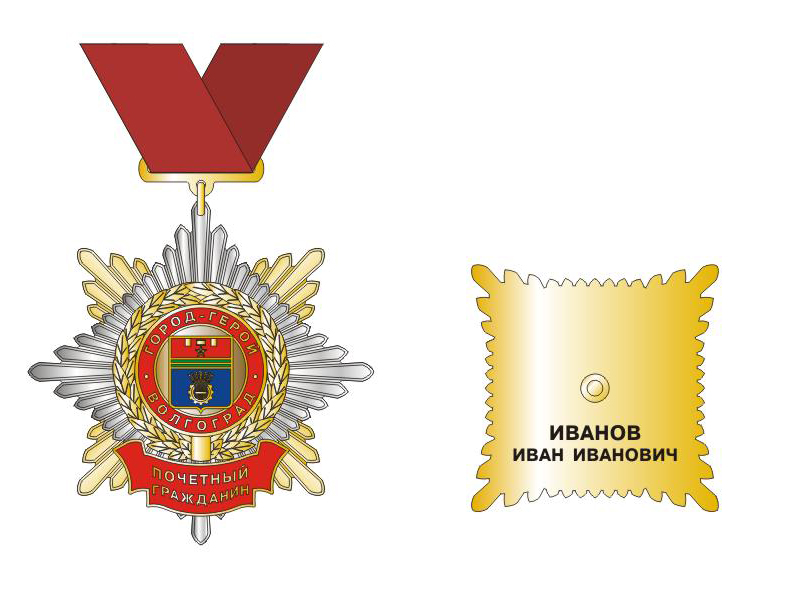 ГОРОД-ГЕРОЙ
ВОЛГОГРАД
ПОЧЕТНЫЙ
ГРАЖДАНИН
ИВАНОВ
ИВАН ИВАНОВИЧ